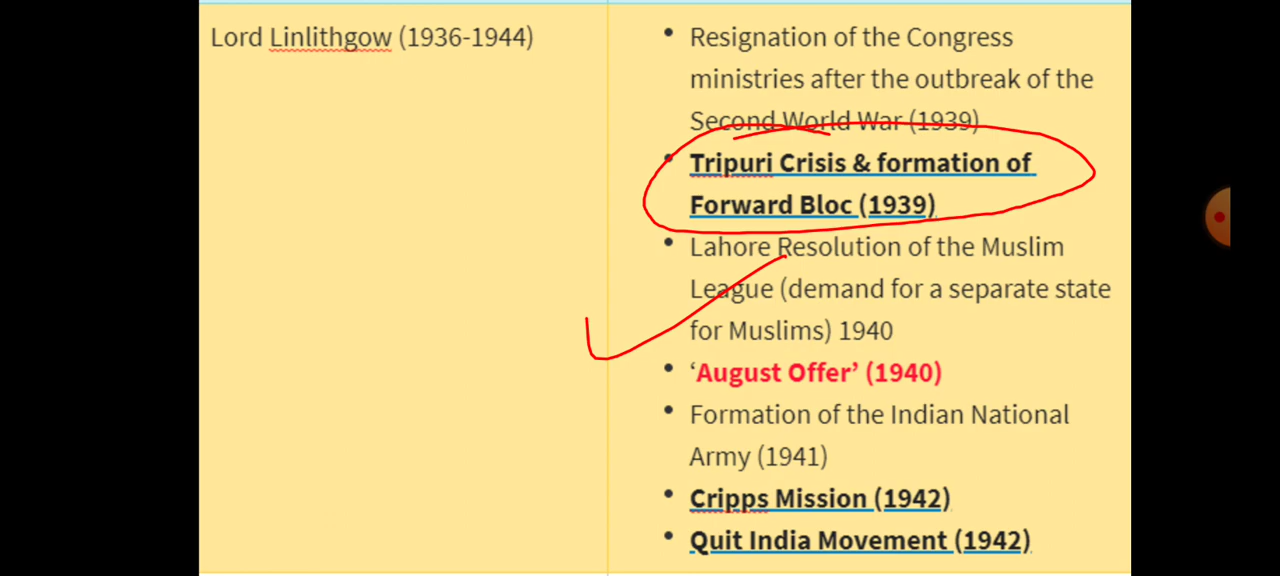 Lord Linlithgow (1936-1944)
• Resignation of the Congress
ministries after the outbreak of the
Second World War (1939)
• Tripuri Crisis & formation of
Forward Bloc (1939)
• Lahore Resolution of the Muslim
League (demand for a separate state
for Muslims) 1940
• ‘August Offer’ (1940)
• Formation of the Indian National
Army (1941)
• Cripps Mission (1942)
• Quit India Movement (1942)